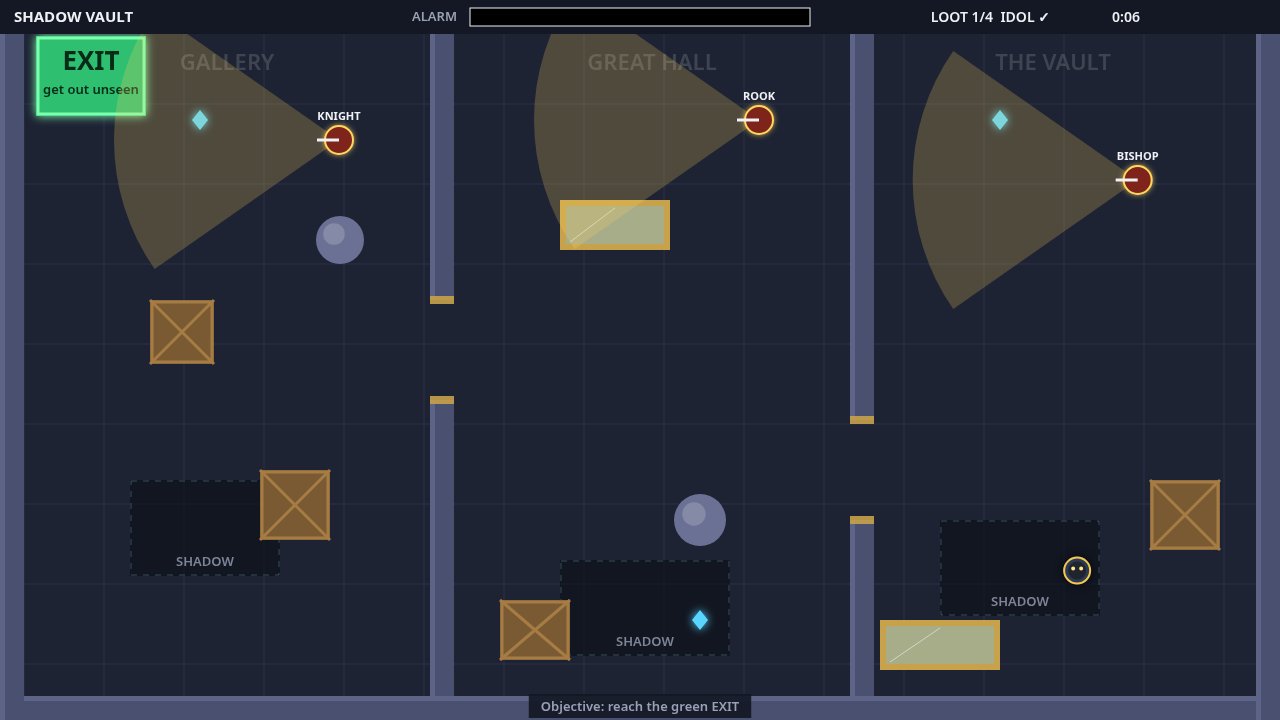 SHADOW VAULT
ALARM
LOOT 1/4 IDOL ✓
0:06
EXIT
get out unseen
GALLERY
GREAT HALL
THE VAULT
KNIGHT
ROOK
BISHOP
SHADOW
SHADOW
SHADOW
Objective: reach the green EXIT